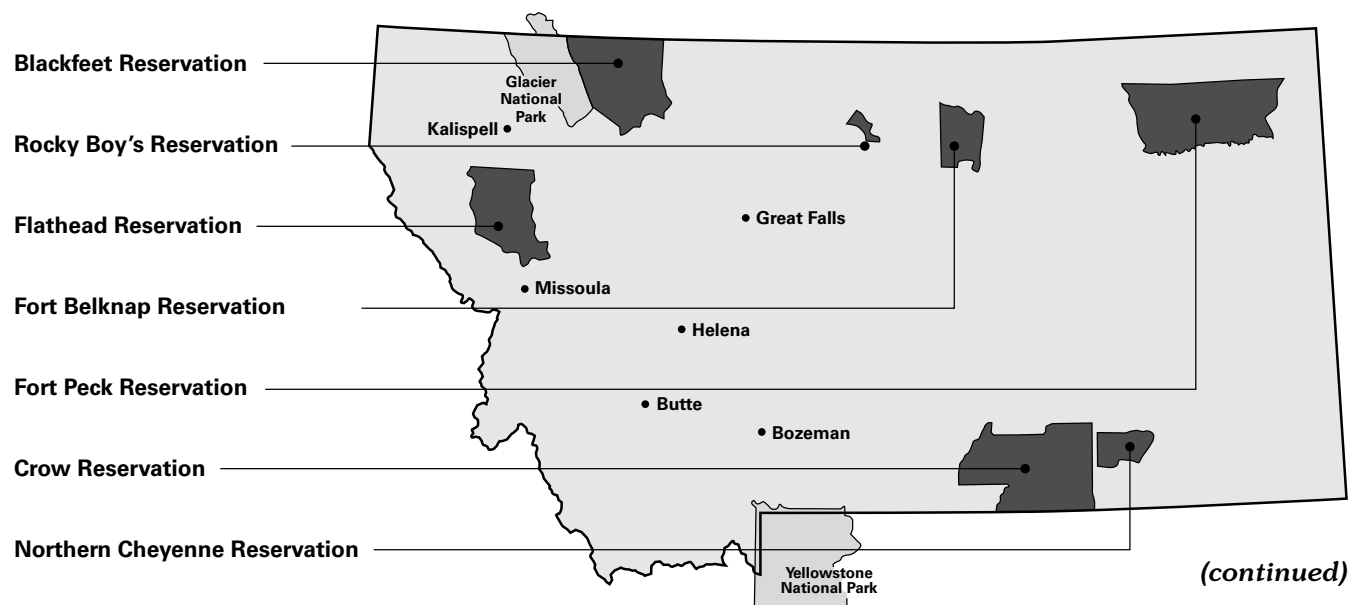 Blackfeet Reservation
Glacier
National
Park
Kalispell
Rocky Boy's Reservation
Flathead Reservation
Great Falls
Missoula
Fort Belknap Reservation
Helena
Fort Peck Reservation
Butte
Bozeman
Crow Reservation
Northern Cheyenne Reservation
Yellowstone
National Park
(continued)